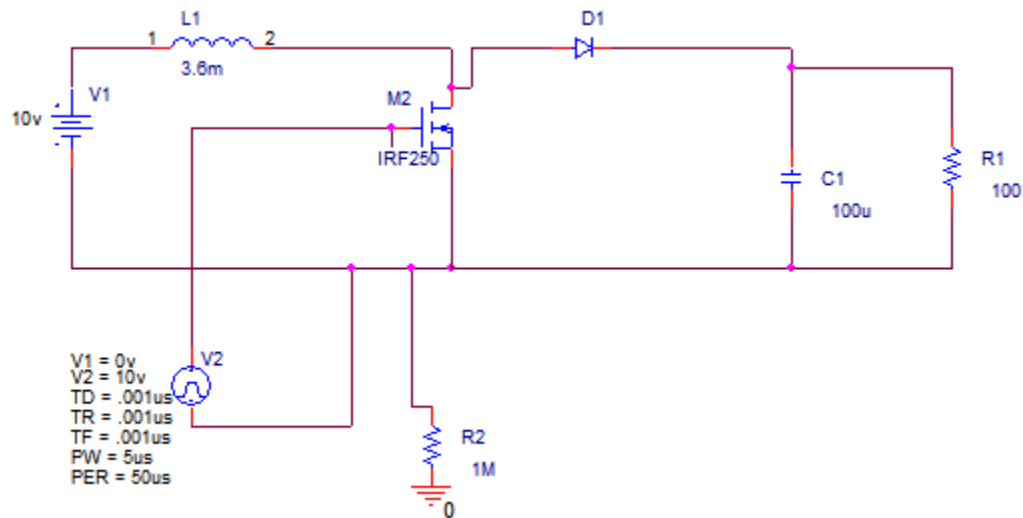 L1
1 2
3.6m
D1
V1
10v
M2
IRF250
C1
100u
R1
100
V1 = 0v
V2 = 10v
TD = .001us
TR = .001us
TF = .001us
PW = 5us
PER = 50us
V2
R2
1M
0